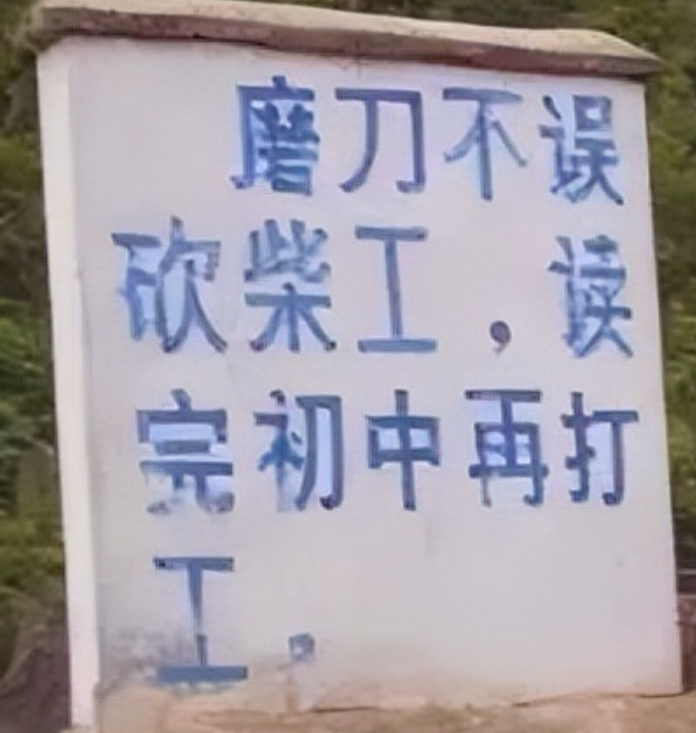 磨刀不误
砍柴工，读
完初中再打
工.